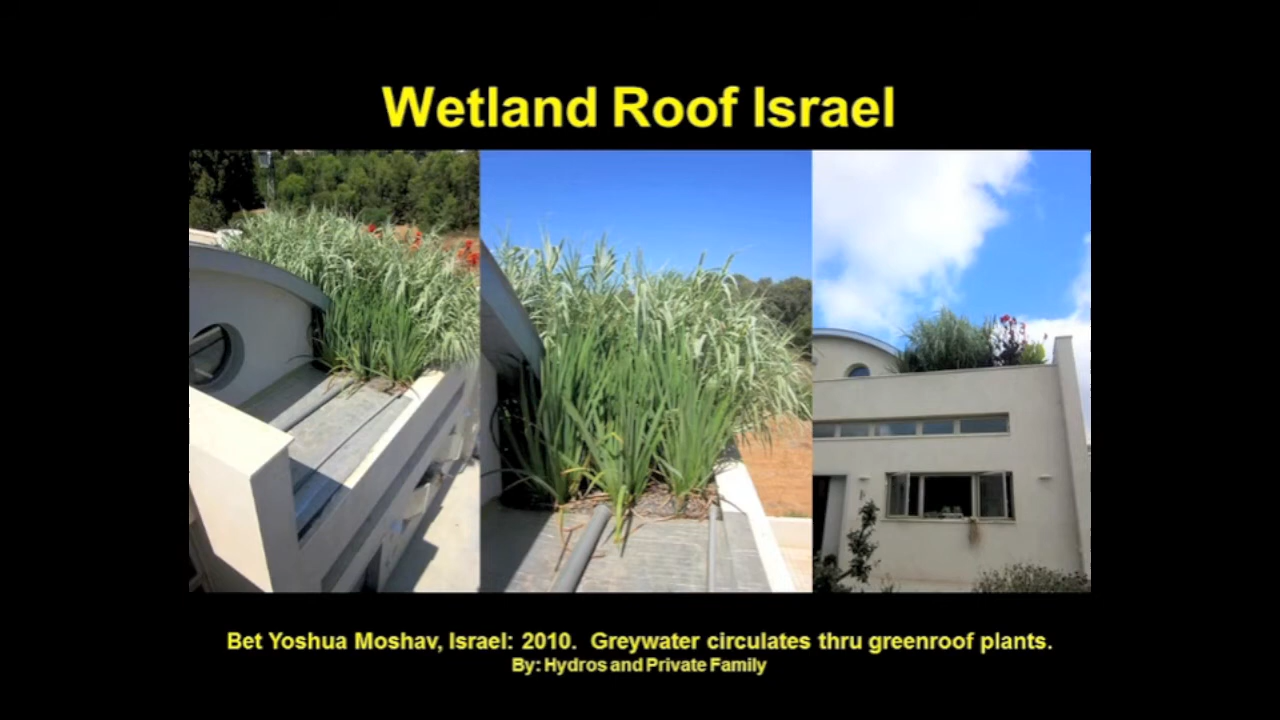 Wetland Roof Israel
Bet Yoshua Moshav, Israel: 2010.  Greywater circulates thru greenroof plants.
By: Hydros and Private Family